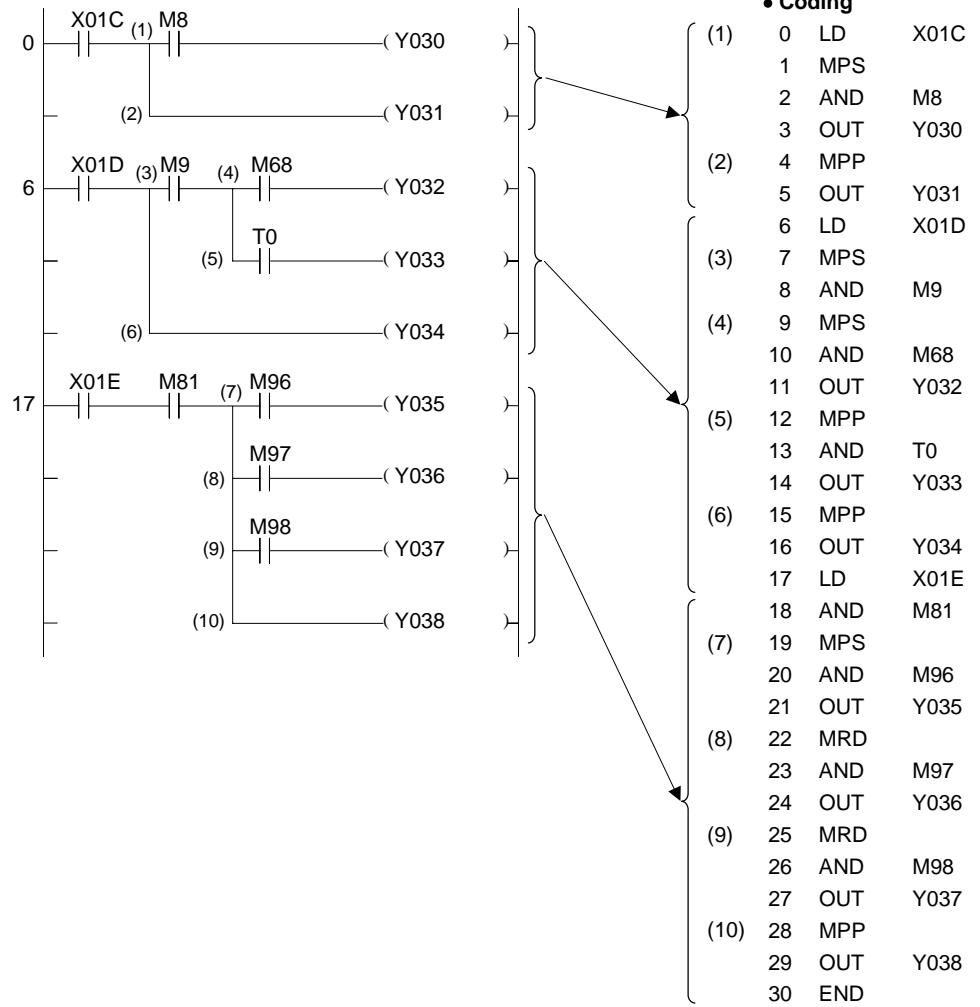 X01C (1) M8
0 ( Y030 )
(2) ( Y031 )
X01D (3) M9 (4) M68
6 ( Y032 )
T0
(5) ( Y033 )
(6) ( Y034 )
X01E M81 (7) M96
17 ( Y035 )
M97
(8) ( Y036 )
M98
(9) ( Y037 )
(10) ( Y038 )
• Coding
(1) 0 LD X01C
1 MPS
2 AND M8
3 OUT Y030
(2) 4 MPP
5 OUT Y031
6 LD X01D
(3) 7 MPS
8 AND M9
(4) 9 MPS
10 AND M68
11 OUT Y032
(5) 12 MPP
13 AND T0
14 OUT Y033
(6) 15 MPP
16 OUT Y034
17 LD X01E
18 AND M81
(7) 19 MPS
20 AND M96
21 OUT Y035
(8) 22 MRD
23 AND M97
24 OUT Y036
(9) 25 MRD
26 AND M98
27 OUT Y037
(10) 28 MPP
29 OUT Y038
30 END